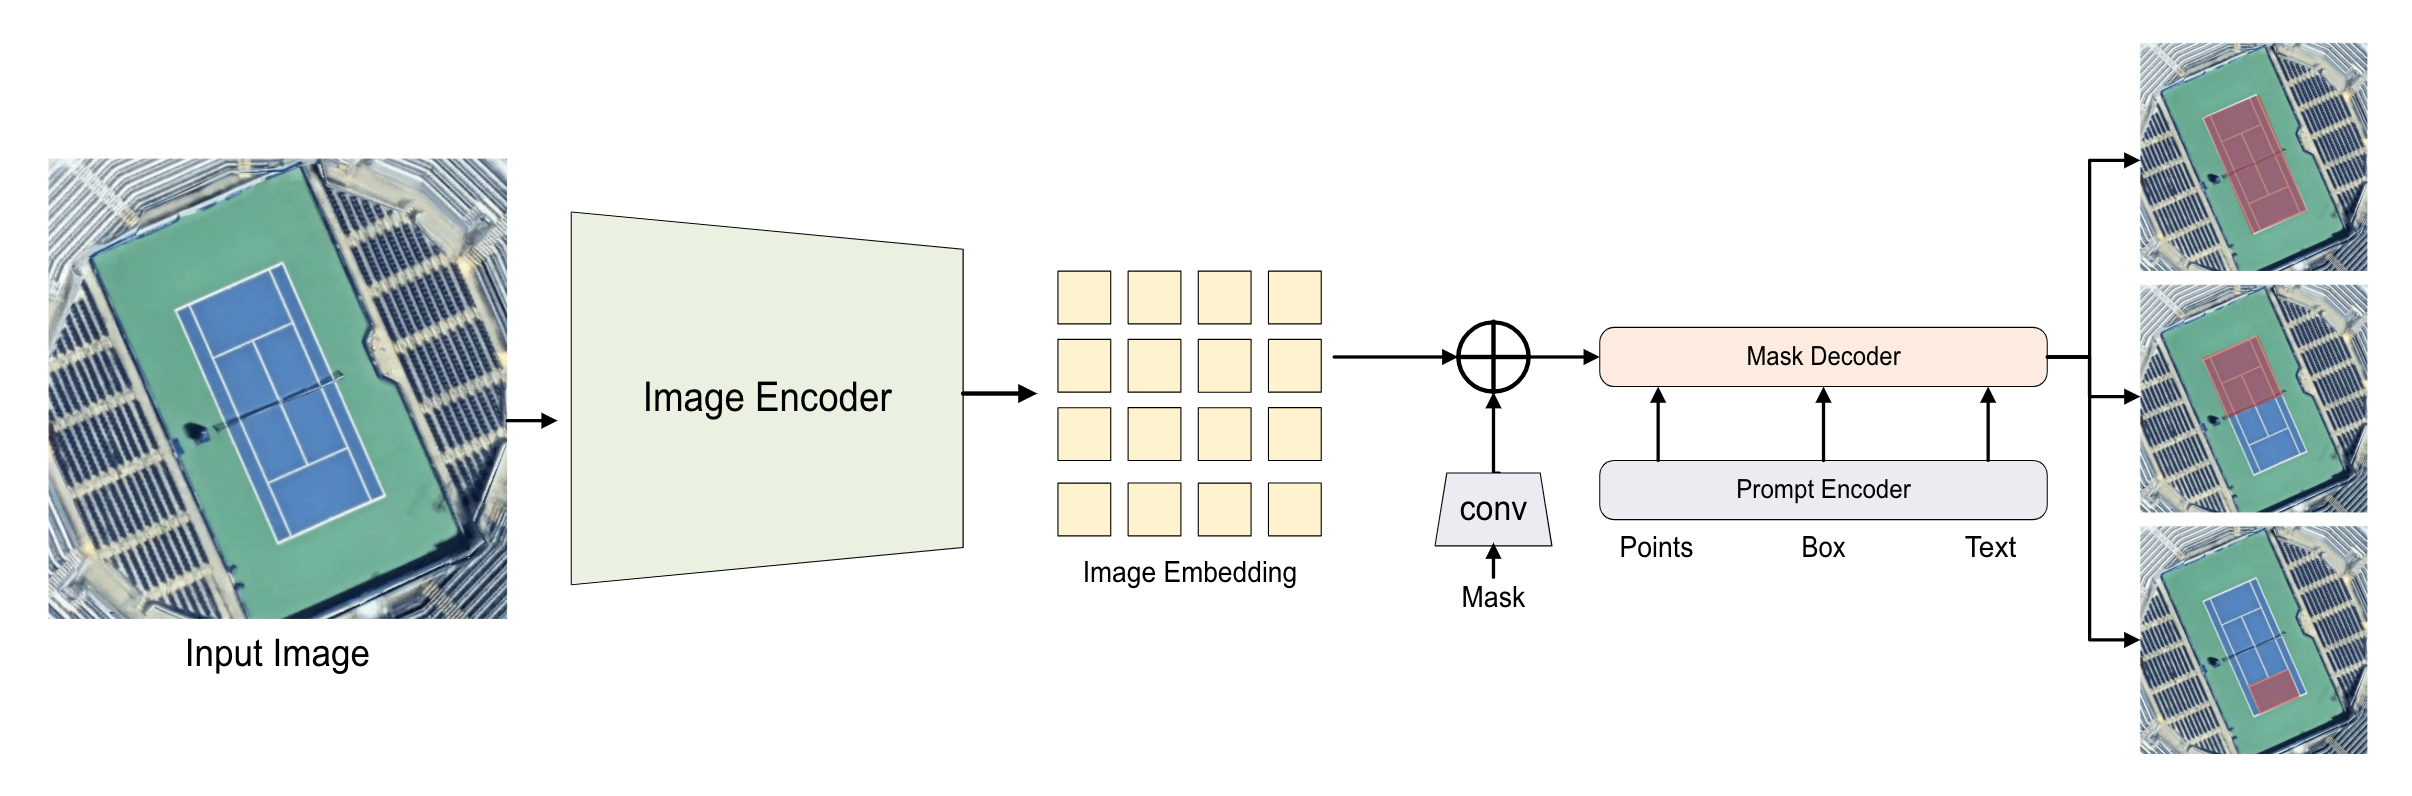 Input Image
Image Encoder
Image Embedding
conv
Mask
Mask Decoder
Prompt Encoder
Points
Box
Text